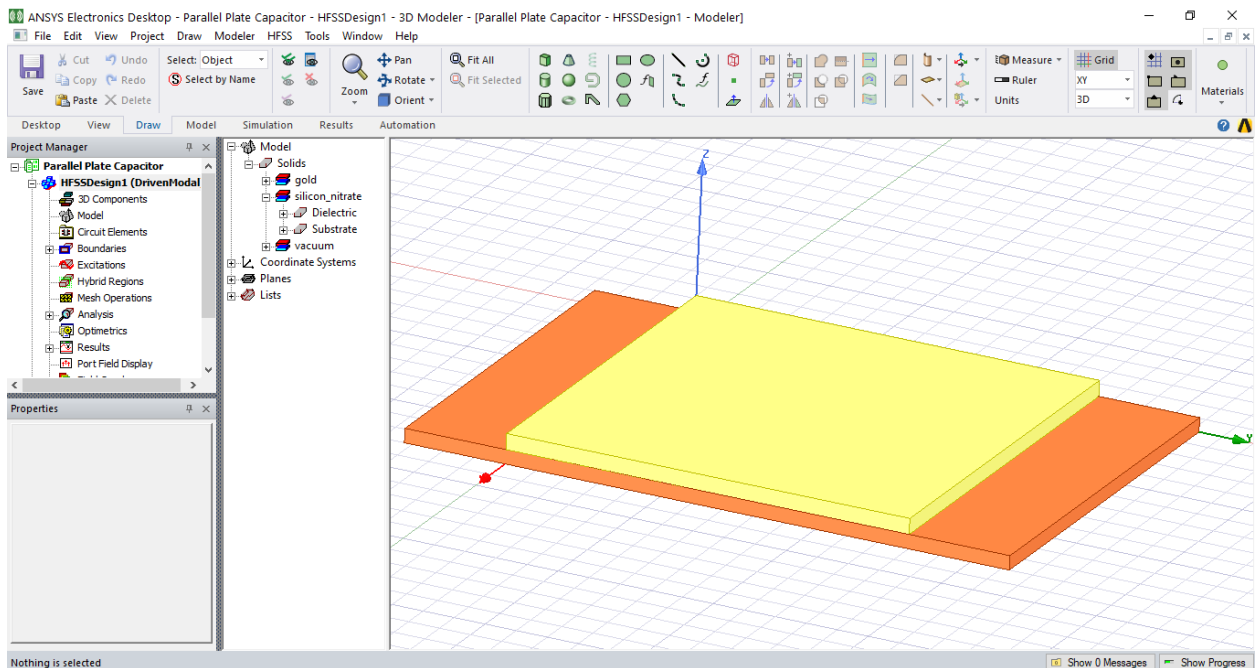 ANSYS Electronics Desktop - Parallel Plate Capacitor - HFSSDesign1 - 3D Modeler - [Parallel Plate Capacitor - HFSSDesign1 - Modeler]
File Edit View Project Draw Modeler HFSS Tools Window Help
Save
Cut Undo
Copy Redo
Paste Delete
Select: Object
Select by Name
Zoom
Pan
Rotate
Orient
Fit All
Fit Selected
Measure
Ruler
Units
Grid
XY
3D
Materials
Desktop View Draw Model Simulation Results Automation
Project Manager
Parallel Plate Capacitor
HFSSDesign1 (DrivenModal
3D Components
Model
Circuit Elements
Boundaries
Excitations
Hybrid Regions
Mesh Operations
Analysis
Optimetrics
Results
Port Field Display
Properties
Model
Solids
gold
silicon_nitrate
Dielectric
Substrate
vacuum
Coordinate Systems
Planes
Lists
Z
Y
Nothing is selected
Show 0 Messages Show Progress